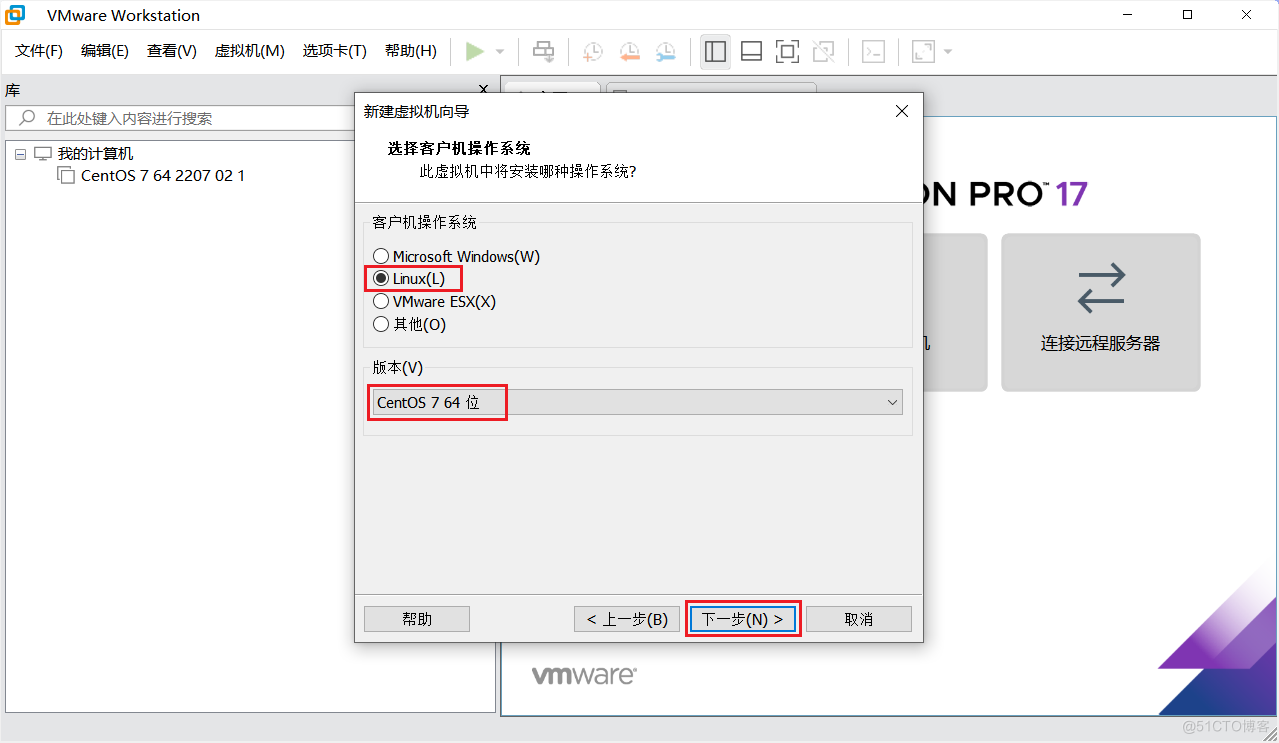 VMware Workstation
文件(F) 编辑(E) 查看(V) 虚拟机(M) 选项卡(T) 帮助(H)
库
在此处键入内容进行搜索
我的计算机
CentOS 7 64 2207 02 1
新建虚拟机向导
选择客户机操作系统
此虚拟机中将安装哪种操作系统?
客户机操作系统
Microsoft Windows(W)
Linux(L)
VMware ESX(X)
其他(O)
版本(V)
CentOS 7 64 位
帮助 < 上一步(B) 下一步(N) > 取消
ON PRO™ 17
机
连接远程服务器
vmware®
@51CTO博客